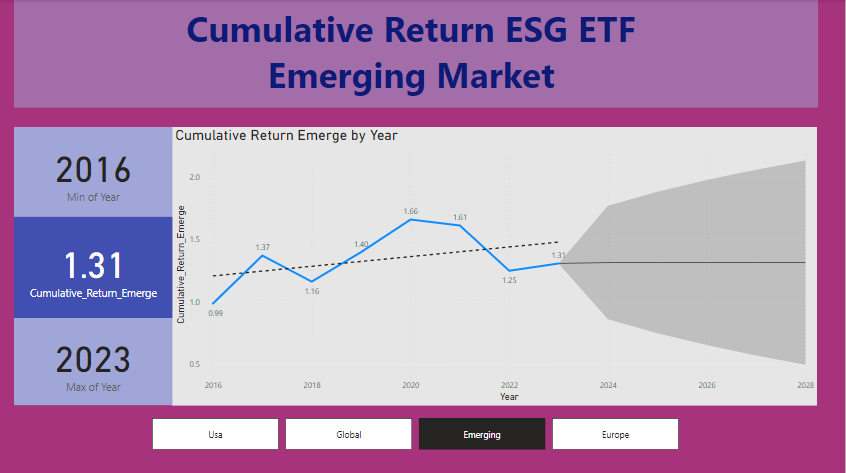 Cumulative Return ESG ETF
Emerging Market
2016
Min of Year
1.31
Cumulative_Return_Emerge
2023
Max of Year
Cumulative Return Emerge by Year
Cumulative_Return_Emerge
2.0
1.5
1.0
0.5
0.99
1.37
1.16
1.40
1.66
1.61
1.25
1.31
2016
2018
2020
2022
2024
2026
2028
Year
Usa
Global
Emerging
Europe